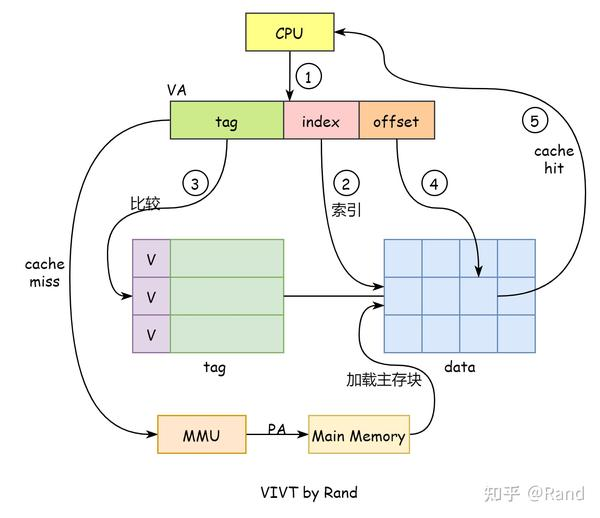 CPU
①
VA
tag index offset
③ ② ④ ⑤
比较 索引
cache
hit
V
cache
miss
V
V
tag data
加载主存块
MMU PA Main Memory
VIVT by Rand
知乎 @Rand